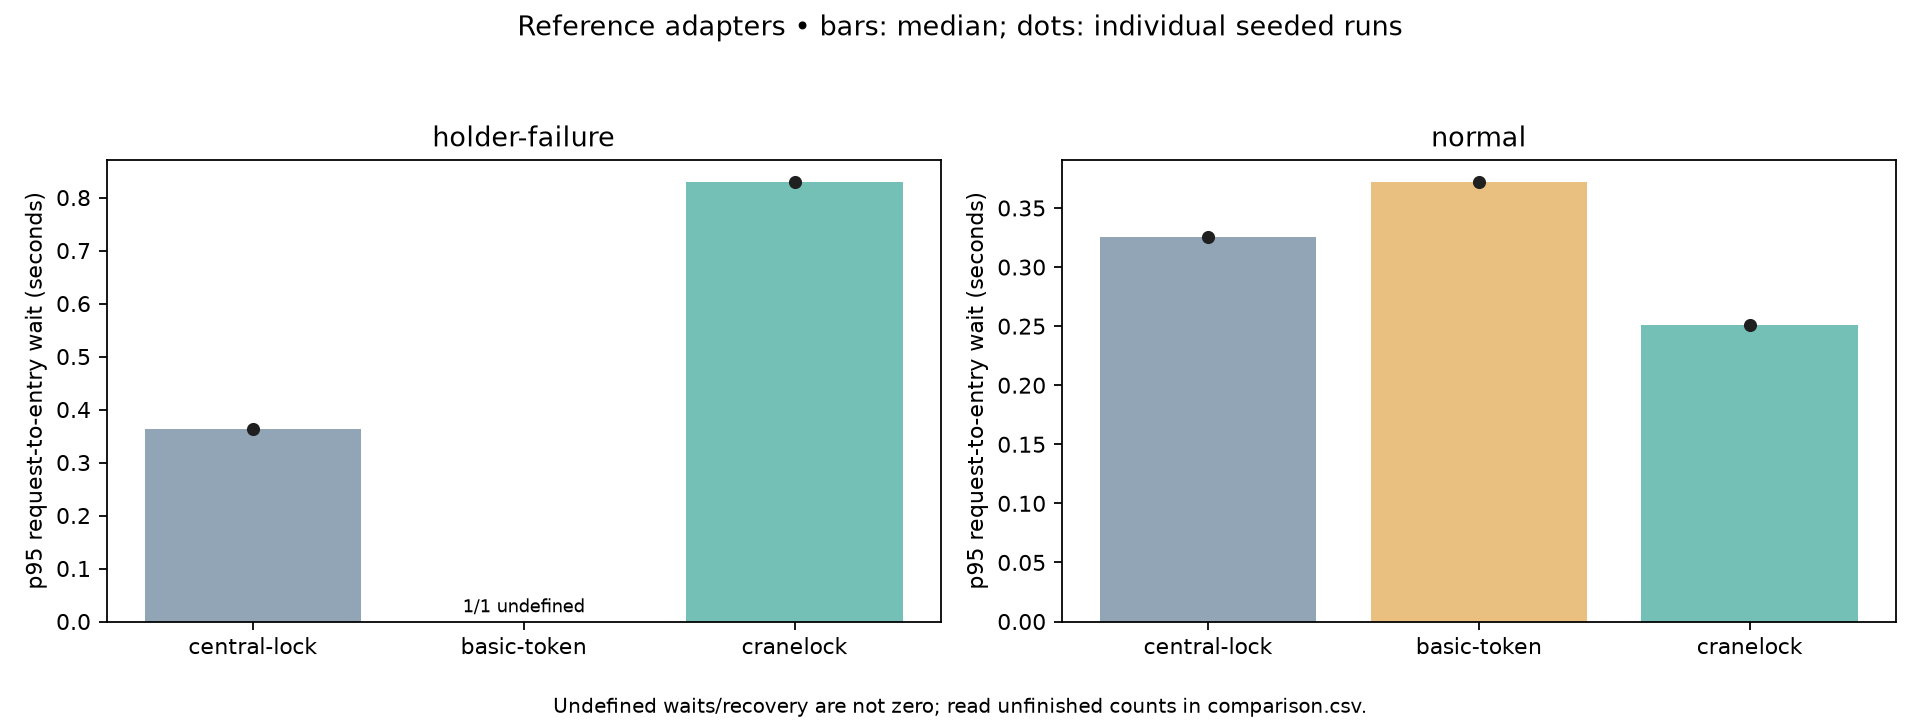 Reference adapters • bars: median; dots: individual seeded runs
holder-failure
p95 request-to-entry wait (seconds)
0.8
0.7
0.6
0.5
0.4
0.3
0.2
0.1
0.0
1/1 undefined
central-lock
basic-token
cranelock
normal
p95 request-to-entry wait (seconds)
0.35
0.30
0.25
0.20
0.15
0.10
0.05
0.00
central-lock
basic-token
cranelock
Undefined waits/recovery are not zero; read unfinished counts in comparison.csv.